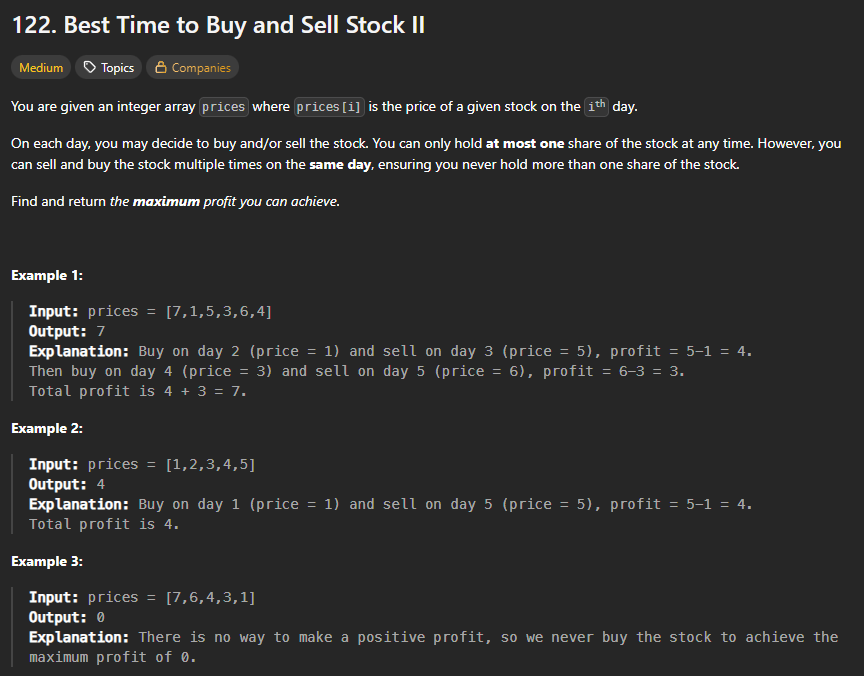 122. Best Time to Buy and Sell Stock II
Medium Topics Companies
You are given an integer array prices where prices[i] is the price of a given stock on the ith day.
On each day, you may decide to buy and/or sell the stock. You can only hold at most one share of the stock at any time. However, you
can sell and buy the stock multiple times on the same day, ensuring you never hold more than one share of the stock.
Find and return the maximum profit you can achieve.
Example 1:
Input: prices = [7,1,5,3,6,4]
Output: 7
Explanation: Buy on day 2 (price = 1) and sell on day 3 (price = 5), profit = 5-1 = 4.
Then buy on day 4 (price = 3) and sell on day 5 (price = 6), profit = 6-3 = 3.
Total profit is 4 + 3 = 7.
Example 2:
Input: prices = [1,2,3,4,5]
Output: 4
Explanation: Buy on day 1 (price = 1) and sell on day 5 (price = 5), profit = 5-1 = 4.
Total profit is 4.
Example 3:
Input: prices = [7,6,4,3,1]
Output: 0
Explanation: There is no way to make a positive profit, so we never buy the stock to achieve the
maximum profit of 0.